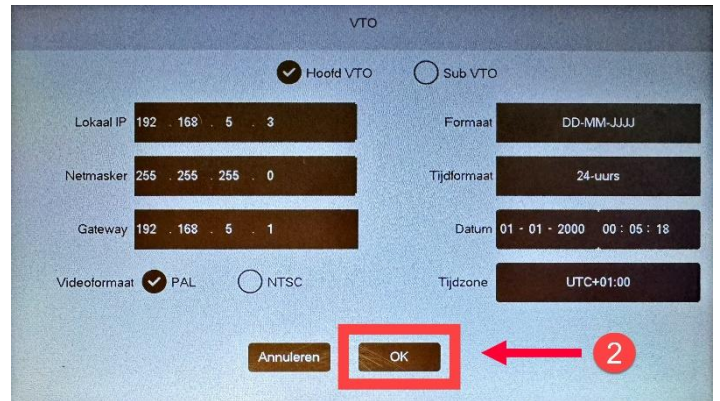 VTO
Hoofd VTO Sub VTO
Lokaal IP 192 . 168 . 5 . 3 Formaat DD-MM-JJJJ
Netmasker 255 . 255 . 255 . 0 Tijdformaat 24-uurs
Gateway 192 . 168 . 5 . 1 Datum 01 - 01 - 2000 00 : 05 : 18
Videoformaat PAL NTSC Tijdzone UTC+01:00
Annuleren OK 2